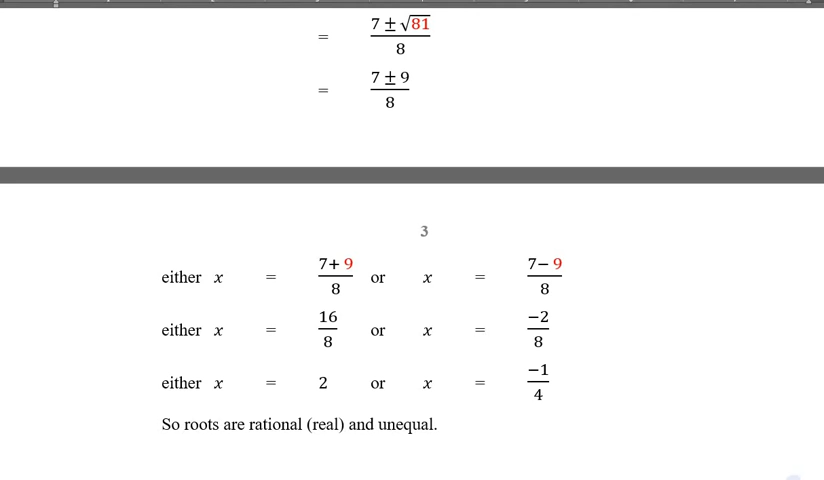 = 7 ± √81 / 8
= 7 ± 9 / 8
3
either x = 7+ 9 / 8 or x = 7− 9 / 8
either x = 16 / 8 or x = −2 / 8
either x = 2 or x = −1 / 4
So roots are rational (real) and unequal.